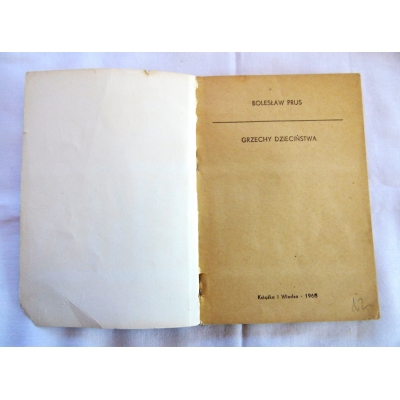 BOLESŁAW PRUS
GRZECHY DZIECIŃSTWA
Książka i Wiedza - 1968